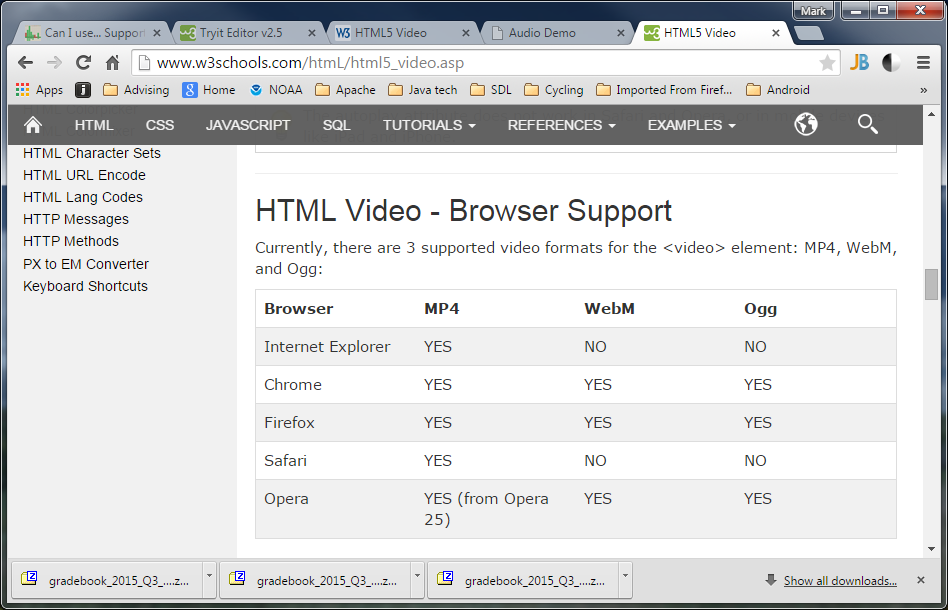 Mark
Can I use... Support
Tryit Editor v2.5
HTML5 Video
Audio Demo
HTML5 Video
www.w3schools.com/html/html5_video.asp
Apps
Advising
Home
NOAA
Apache
Java tech
SDL
Cycling
Imported From Firef...
Android
»
HTML
CSS
JAVASCRIPT
SQL
TUTORIALS
REFERENCES
EXAMPLES
HTML Character Sets
HTML URL Encode
HTML Lang Codes
HTTP Messages
HTTP Methods
PX to EM Converter
Keyboard Shortcuts
HTML Video - Browser Support
Currently, there are 3 supported video formats for the <video> element: MP4, WebM,
and Ogg:
Browser MP4 WebM Ogg
Internet Explorer YES NO NO
Chrome YES YES YES
Firefox YES YES YES
Safari YES NO NO
Opera YES (from Opera YES YES
25)
gradebook_2015_Q3_....z...
gradebook_2015_Q3_....z...
gradebook_2015_Q3_....z...
Show all downloads...